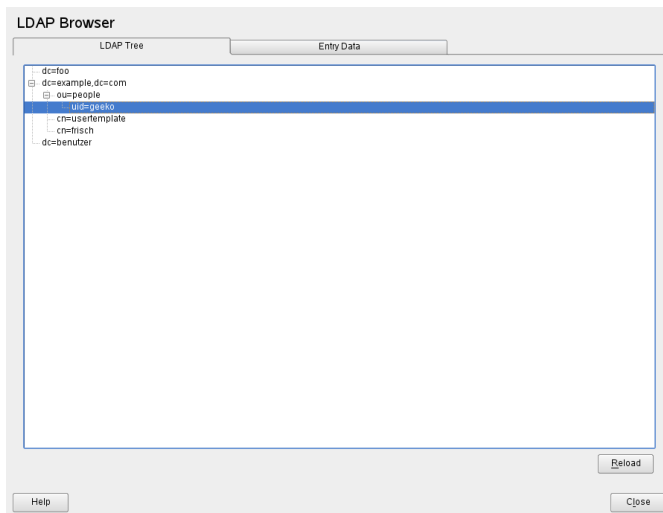 LDAP Browser
LDAP Tree Entry Data
dc=foo
dc=example,dc=com
ou=people
uid=geeko
cn=usertemplate
cn=frisch
dc=benutzer
Reload
Help Close